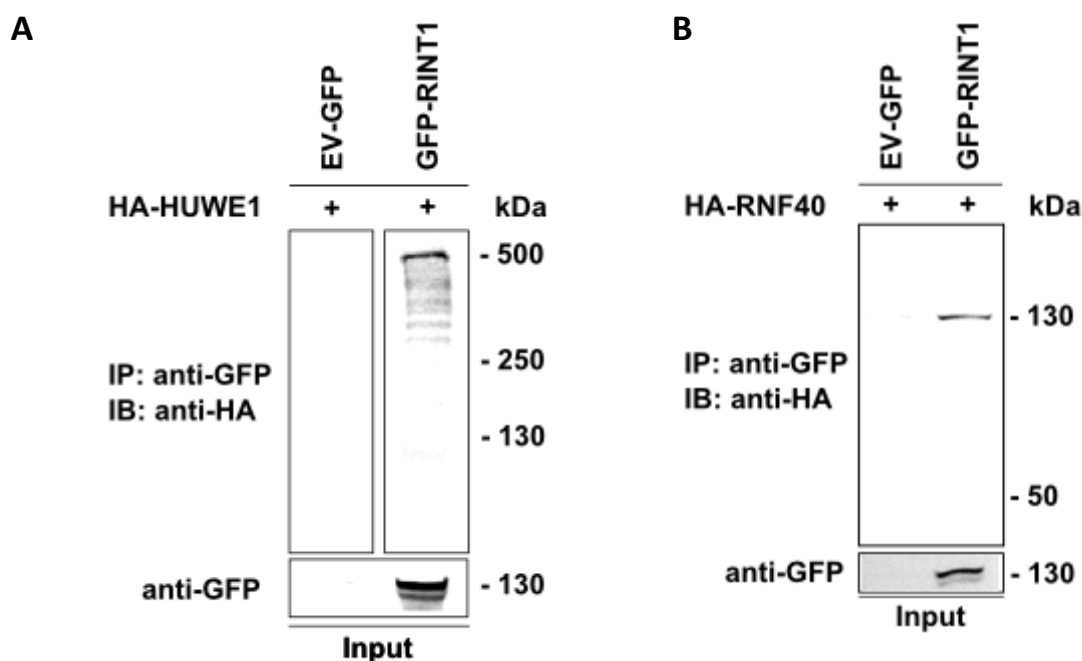 A
EV-GFP
GFP-RINT1
HA-HUWE1 + + kDa
- 500
- 250
- 130
IP: anti-GFP
IB: anti-HA
anti-GFP
- 130
Input
B
EV-GFP
GFP-RINT1
HA-RNF40 + + kDa
- 130
IP: anti-GFP
IB: anti-HA
- 50
anti-GFP
- 130
Input